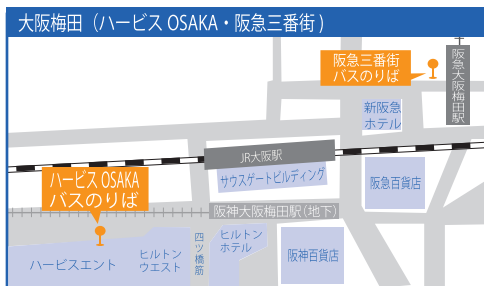 大阪梅田（ハービス OSAKA・阪急三番街）
阪急三番街
バスのりば
阪急大阪梅田駅
新阪急
ホテル
JR大阪駅
サウスゲートビルディング
阪急百貨店
ハービス OSAKA
バスのりば
阪神大阪梅田駅（地下）
ハービスエント
ヒルトン
ウエスト
四ツ橋筋
ヒルトン
ホテル
阪神百貨店